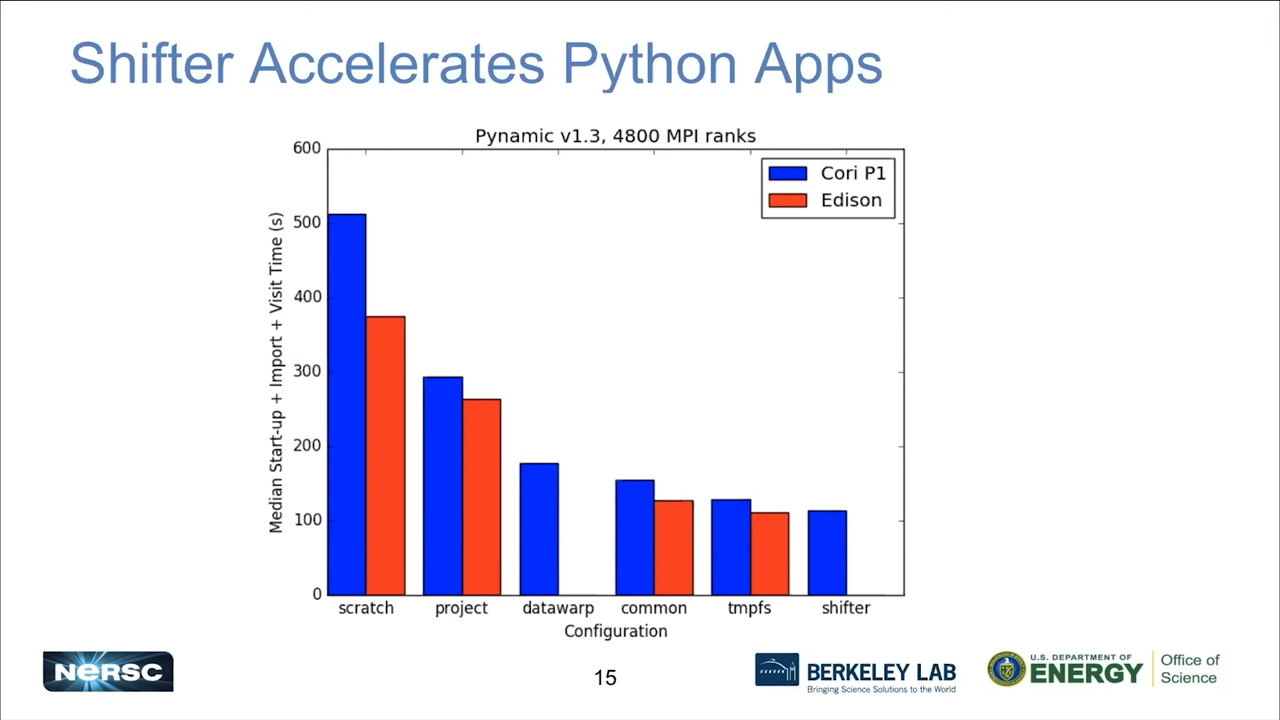 Shifter Accelerates Python Apps
Pynamic v1.3, 4800 MPI ranks
600
500
400
300
200
100
0
Median Start-up + Import + Visit Time (s)
Cori P1
Edison
scratch project datawarp common tmpfs shifter
Configuration
NERSC
15
BERKELEY LAB
Bringing Science Solutions to the World
U.S. DEPARTMENT OF
ENERGY
Office of
Science